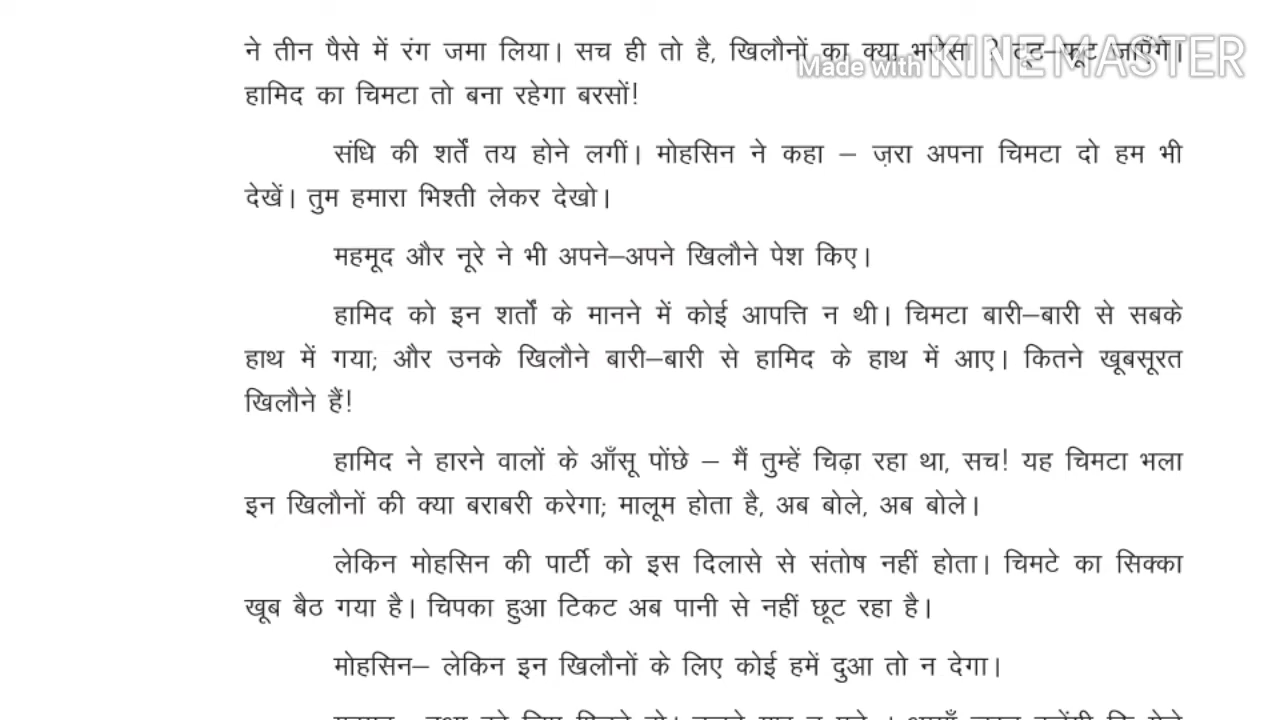 ने तीन पैसे में रंग जमा लिया। सच ही तो है, खिलौनों का क्या भरोसा ? टूट–फूट जाएँगे।
Made with KINEMASTER
हामिद का चिमटा तो बना रहेगा बरसों!
संधि की शर्तें तय होने लगीं। मोहसिन ने कहा – ज़रा अपना चिमटा दो हम भी
देखें। तुम हमारा भिश्ती लेकर देखो।
महमूद और नूरे ने भी अपने–अपने खिलौने पेश किए।
हामिद को इन शर्तों के मानने में कोई आपत्ति न थी। चिमटा बारी–बारी से सबके
हाथ में गया; और उनके खिलौने बारी–बारी से हामिद के हाथ में आए। कितने खूबसूरत
खिलौने हैं!
हामिद ने हारने वालों के आँसू पोंछे – मैं तुम्हें चिढ़ा रहा था, सच! यह चिमटा भला
इन खिलौनों की क्या बराबरी करेगा; मालूम होता है, अब बोले, अब बोले।
लेकिन मोहसिन की पार्टी को इस दिलासे से संतोष नहीं होता। चिमटे का सिक्का
खूब बैठ गया है। चिपका हुआ टिकट अब पानी से नहीं छूट रहा है।
मोहसिन– लेकिन इन खिलौनों के लिए कोई हमें दुआ तो न देगा।